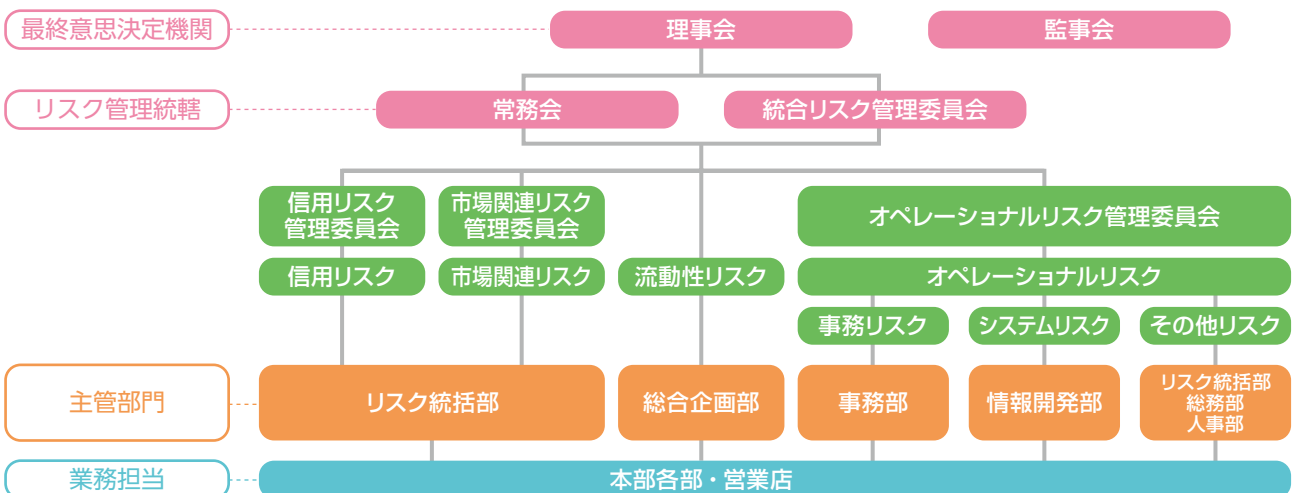 最終意思決定機関
理事会
監事会
リスク管理統轄
常務会
統合リスク管理委員会
信用リスク
管理委員会
市場関連リスク
管理委員会
オペレーショナルリスク管理委員会
信用リスク
市場関連リスク
流動性リスク
オペレーショナルリスク
事務リスク
システムリスク
その他リスク
主管部門
リスク統括部
総合企画部
事務部
情報開発部
リスク統括部
総務部
人事部
業務担当
本部各部・営業店